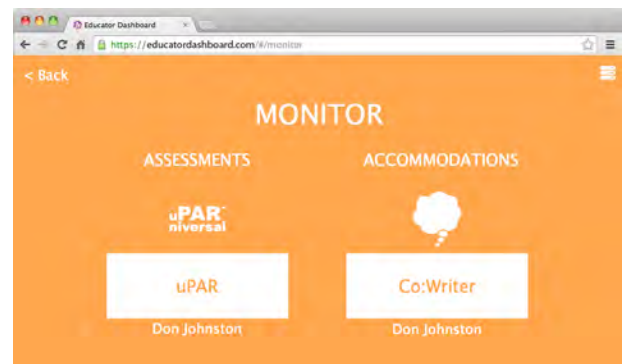 Educator Dashboard
https://educatordashboard.com/#/monitor
< Back
MONITOR
ASSESSMENTS
ACCOMMODATIONS
uPAR
niversal
uPAR
Co:Writer
Don Johnston
Don Johnston